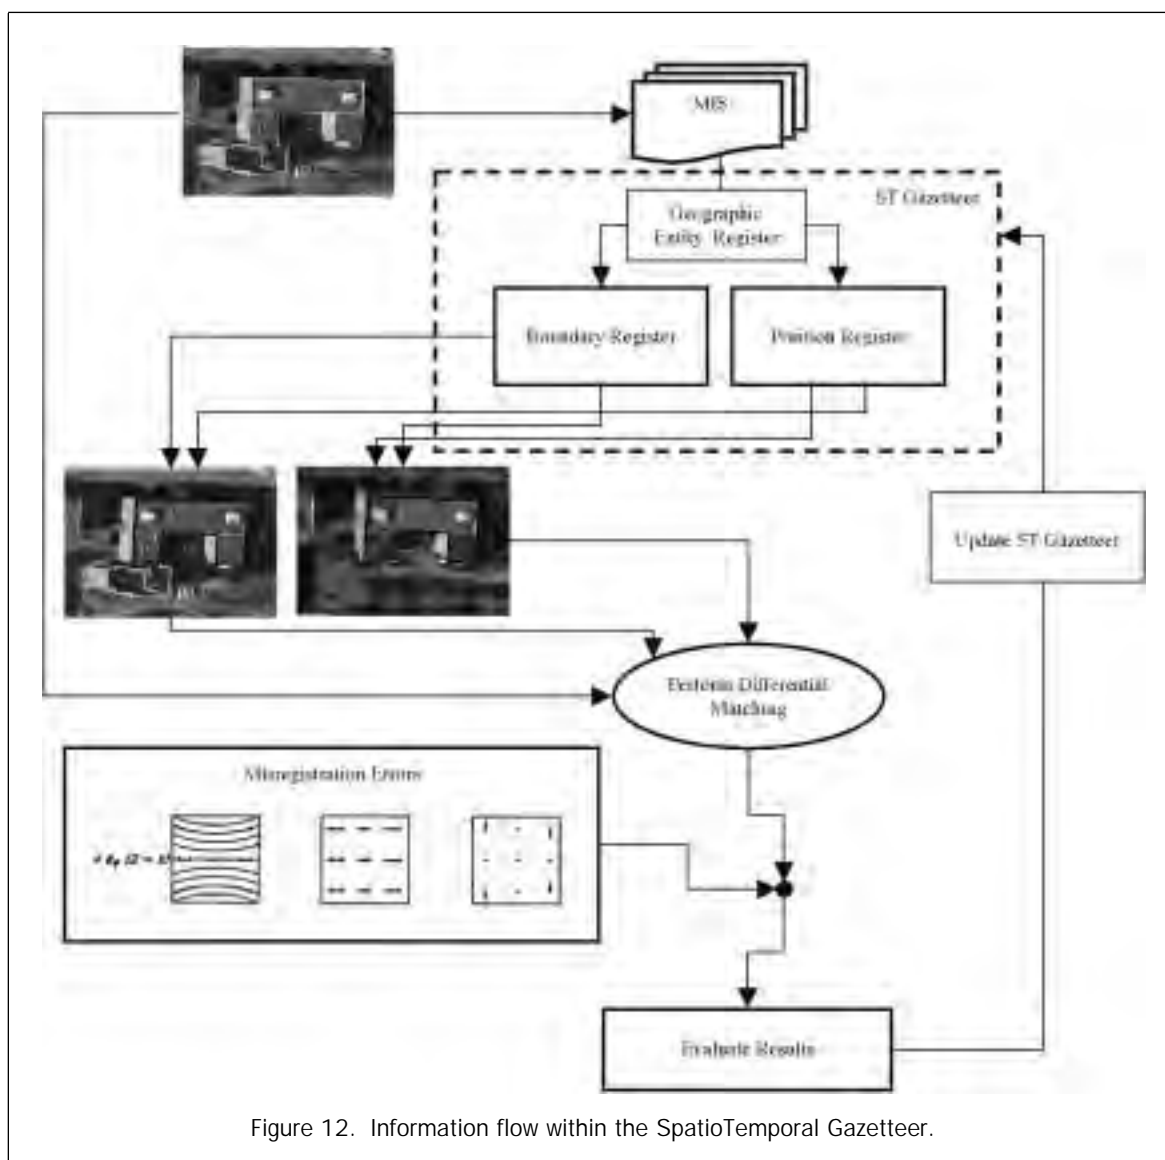 MIS
ST Gazetteer
Geographic
Entity Register
Boundary Register
Position Register
Update ST Gazetteer
Perform Differential
Matching
Misregistration Errors
Evaluate Results
Figure 12. Information flow within the SpatioTemporal Gazetteer.